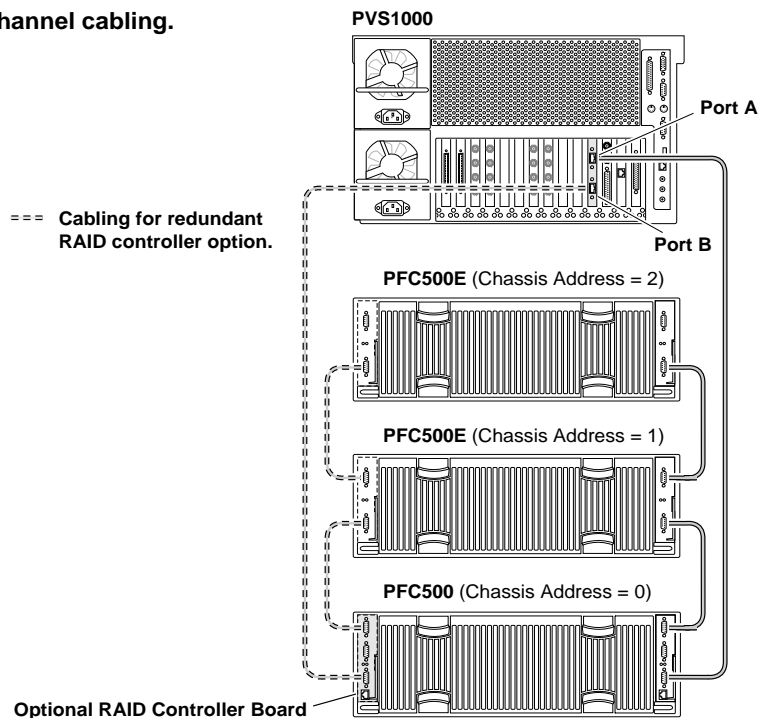 hannel cabling.
PVS1000
Port A
=== Cabling for redundant
RAID controller option.
Port B
PFC500E (Chassis Address = 2)
PFC500E (Chassis Address = 1)
PFC500 (Chassis Address = 0)
Optional RAID Controller Board